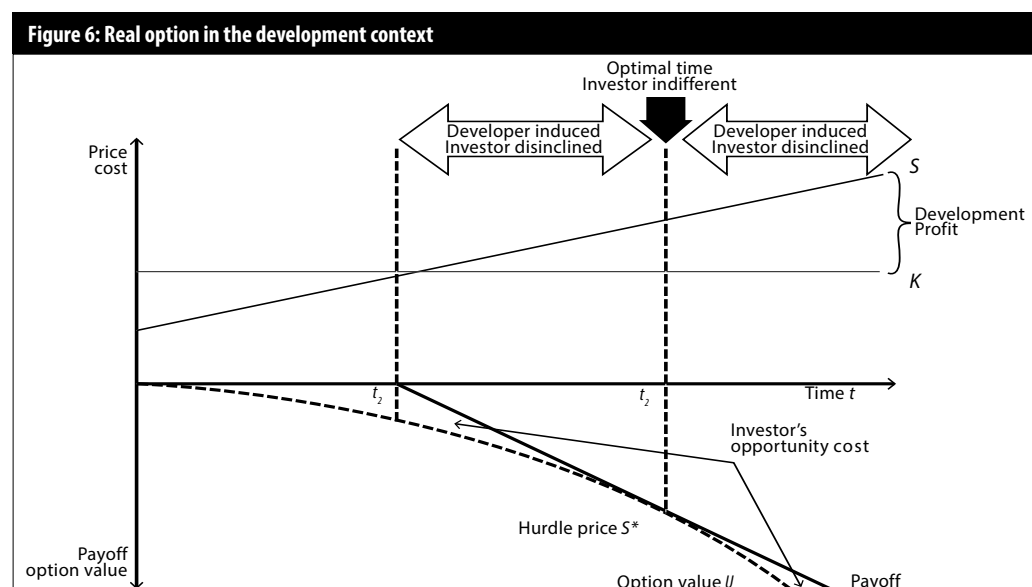 Figure 6: Real option in the development context
Optimal time
Investor indifferent
Developer induced
Investor disinclined
Developer induced
Investor disinclined
Price
cost
S
Development
Profit
K
t2
t2
Time t
Investor's
opportunity cost
Hurdle price S*
Payoff
option value
Option value U
Payoff